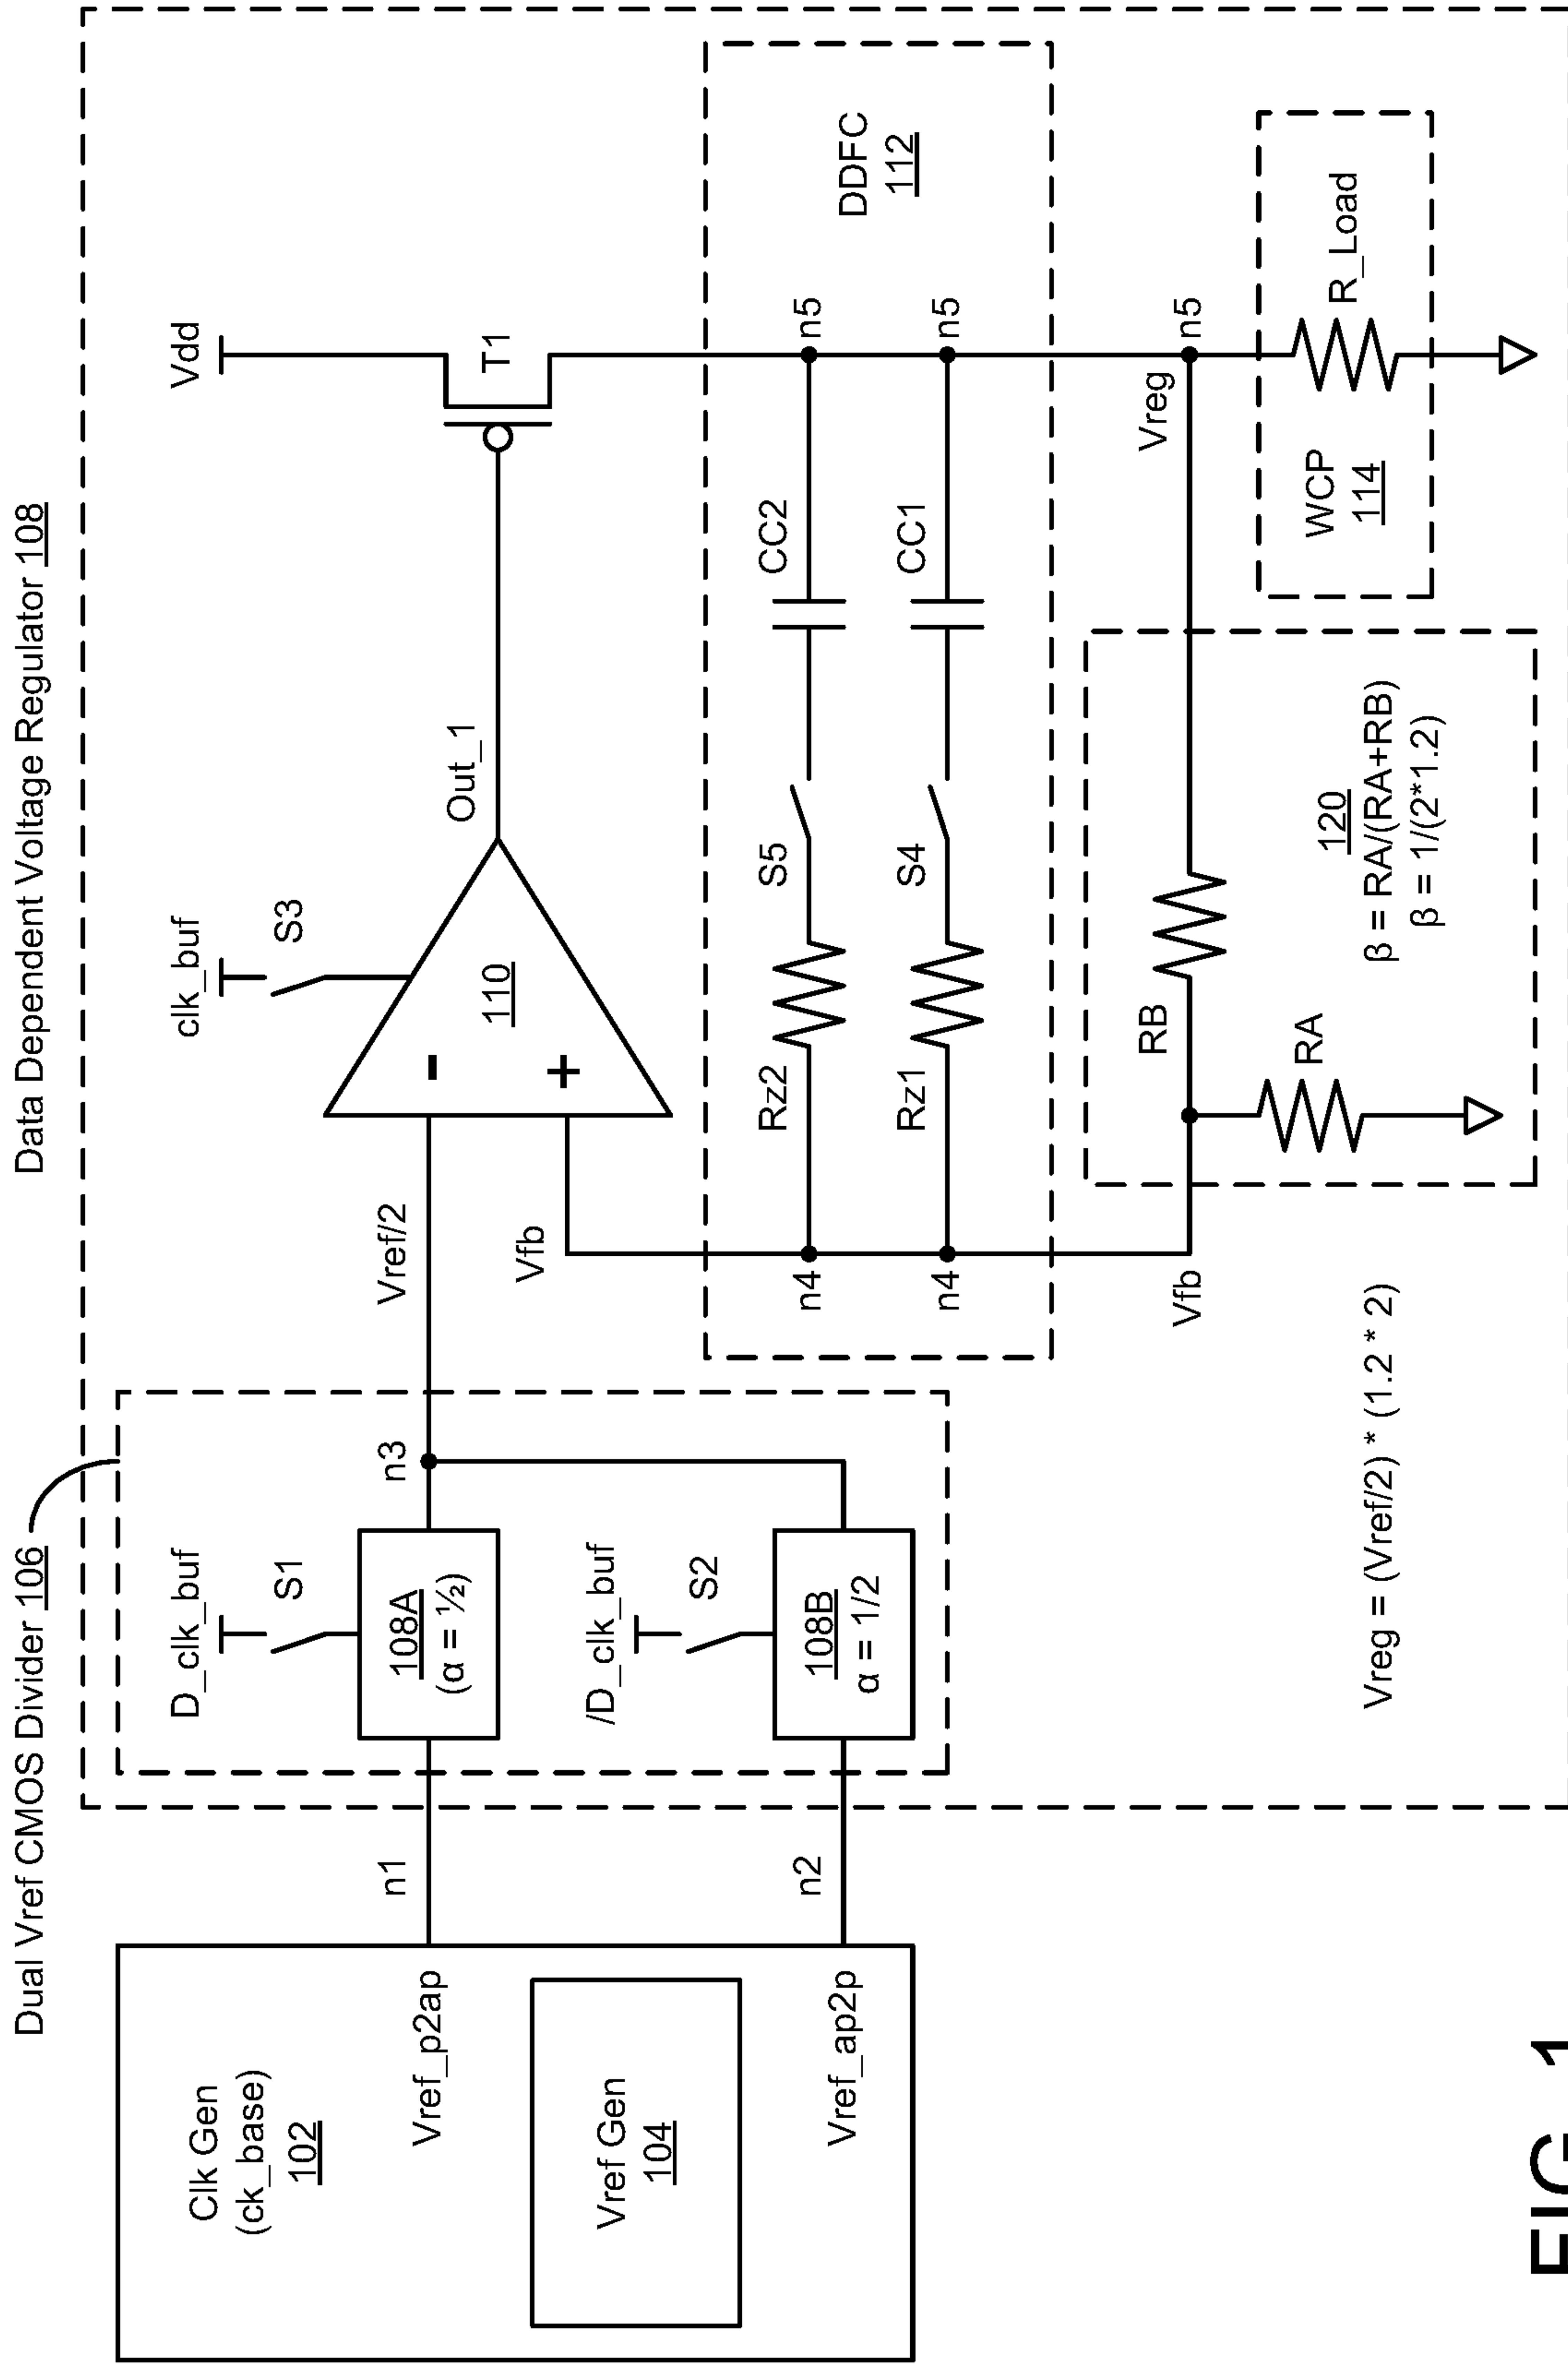 Dual Vref CMOS Divider 106
Data Dependent Voltage Regulator 108
Clk Gen
(ck_base)
102
Vref_p2ap
Vref Gen
104
Vref_ap2p
n1
n2
D_clk_buf
S1
108A
(α = ½)
/D_clk_buf
S2
108B
α = 1/2
n3
Vref/2
Vfb
clk_buf
S3
-
+
110
Out_1
Vdd
T1
DDFC
112
n4
Rz2
S5
CC2
n5
n4
Rz1
S4
CC1
n5
Vfb
RB
RA
120
β = RA/(RA+RB)
β = 1/(2*1.2)
Vreg
n5
WCP
114
R_Load
Vreg = (Vref/2) * (1.2 * 2)
FIG. 1